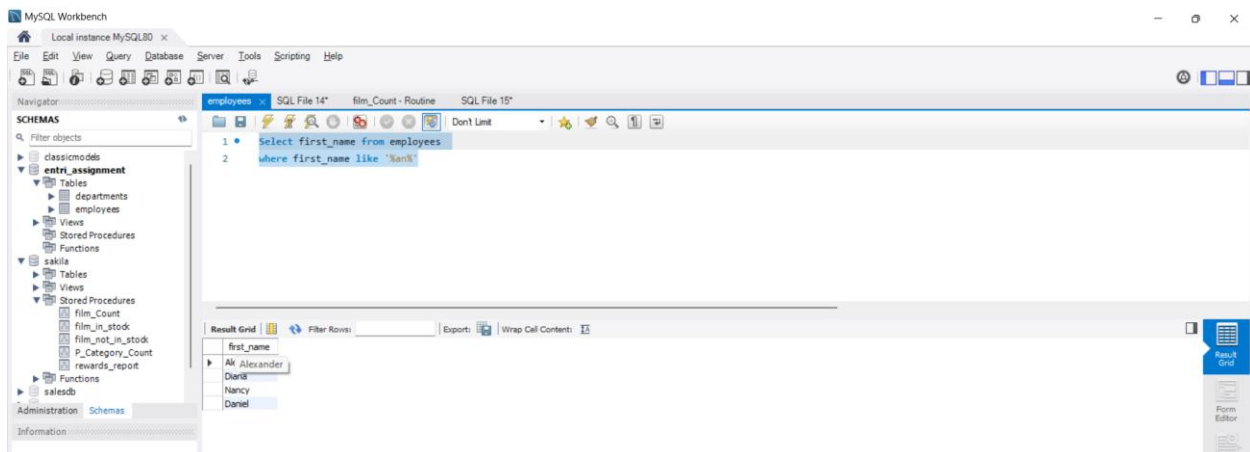 MySQL Workbench
Local instance MySQL80 ×
File Edit View Query Database Server Tools Scripting Help
Navigator
SCHEMAS
Filter objects
classicmodels
entri_assignment
Tables
departments
employees
Views
Stored Procedures
Functions
sakila
Tables
Views
Stored Procedures
film_Count
film_in_stock
film_not_in_stock
P_Category_Count
rewards_report
Functions
salesdb
Administration Schemas
Information
employees × SQL File 14* film_Count - Routine SQL File 15*
Don't Limit
1 Select first_name from employees
2 where first_name like '%an%'
Result Grid Filter Rows: Export: Wrap Cell Content:
first_name
Al Alexander
Diana
Nancy
Daniel
Result Grid
Form Editor